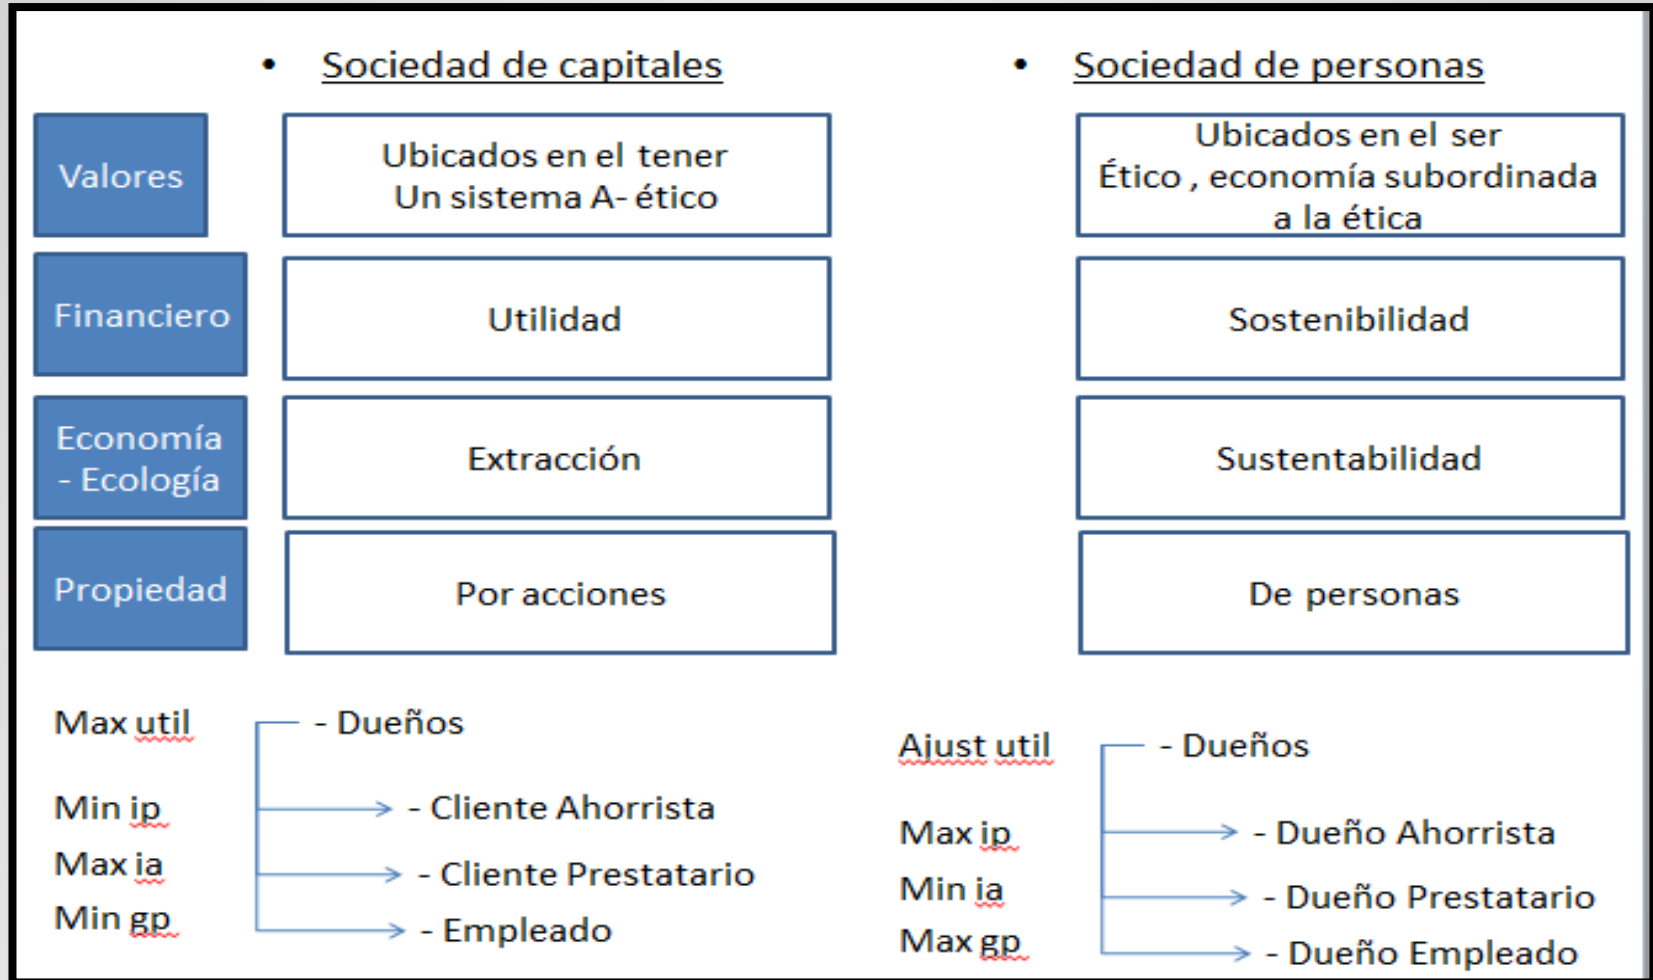 • Sociedad de capitales
• Sociedad de personas
Valores
Ubicados en el tener
Un sistema A- ético
Ubicados en el ser
Ético , economía subordinada
a la ética
Financiero
Utilidad
Sostenibilidad
Economía
- Ecología
Extracción
Sustentabilidad
Propiedad
Por acciones
De personas
Max util
- Dueños
Min ip
- Cliente Ahorrista
Max ia
- Cliente Prestatario
Min gp
- Empleado
Ajust util
- Dueños
Max ip
- Dueño Ahorrista
Min ia
- Dueño Prestatario
Max gp
- Dueño Empleado